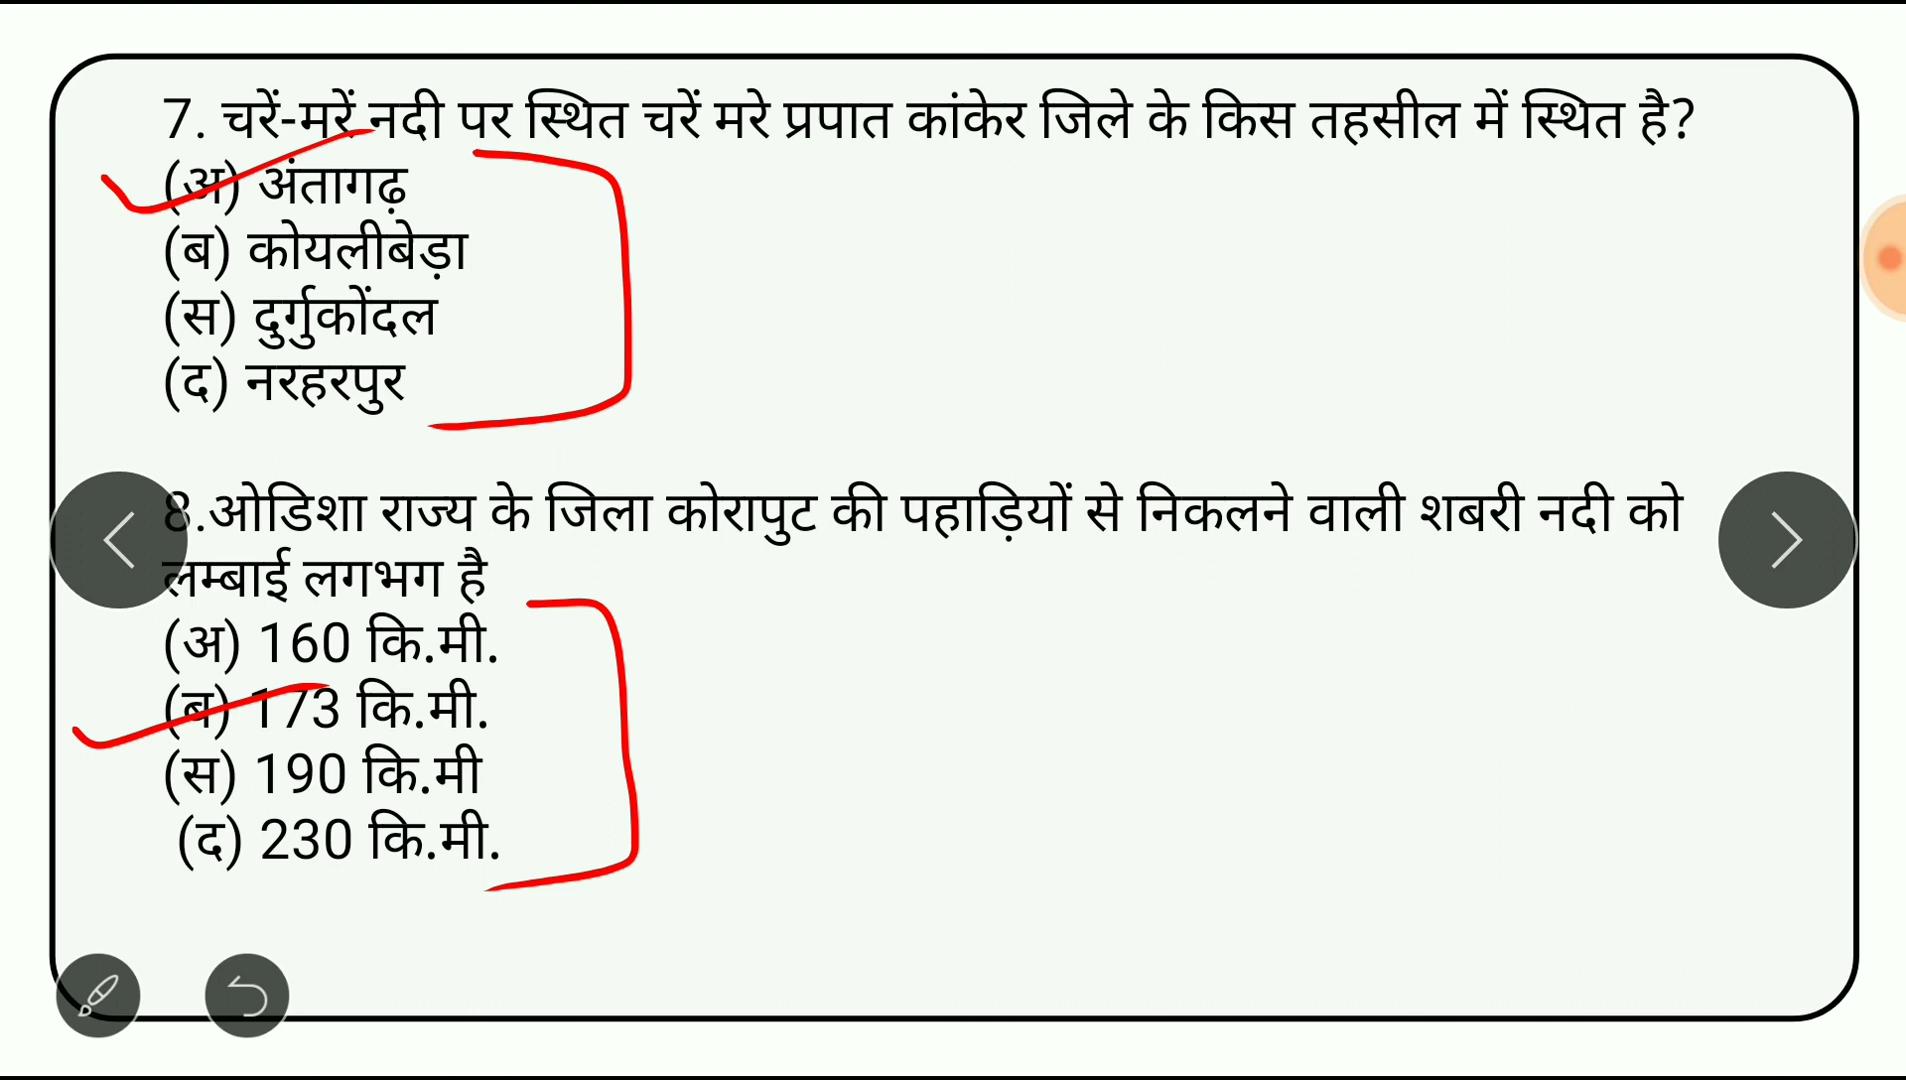 7. चरें-मरें नदी पर स्थित चरें मरे प्रपात कांकेर जिले के किस तहसील में स्थित है?
(अ) अंतागढ़
(ब) कोयलीबेड़ा
(स) दुर्गुकोंदल
(द) नरहरपुर
8.ओडिशा राज्य के जिला कोरापुट की पहाड़ियों से निकलने वाली शबरी नदी को
लम्बाई लगभग है
(अ) 160 कि.मी.
(ब) 173 कि.मी.
(स) 190 कि.मी
(द) 230 कि.मी.